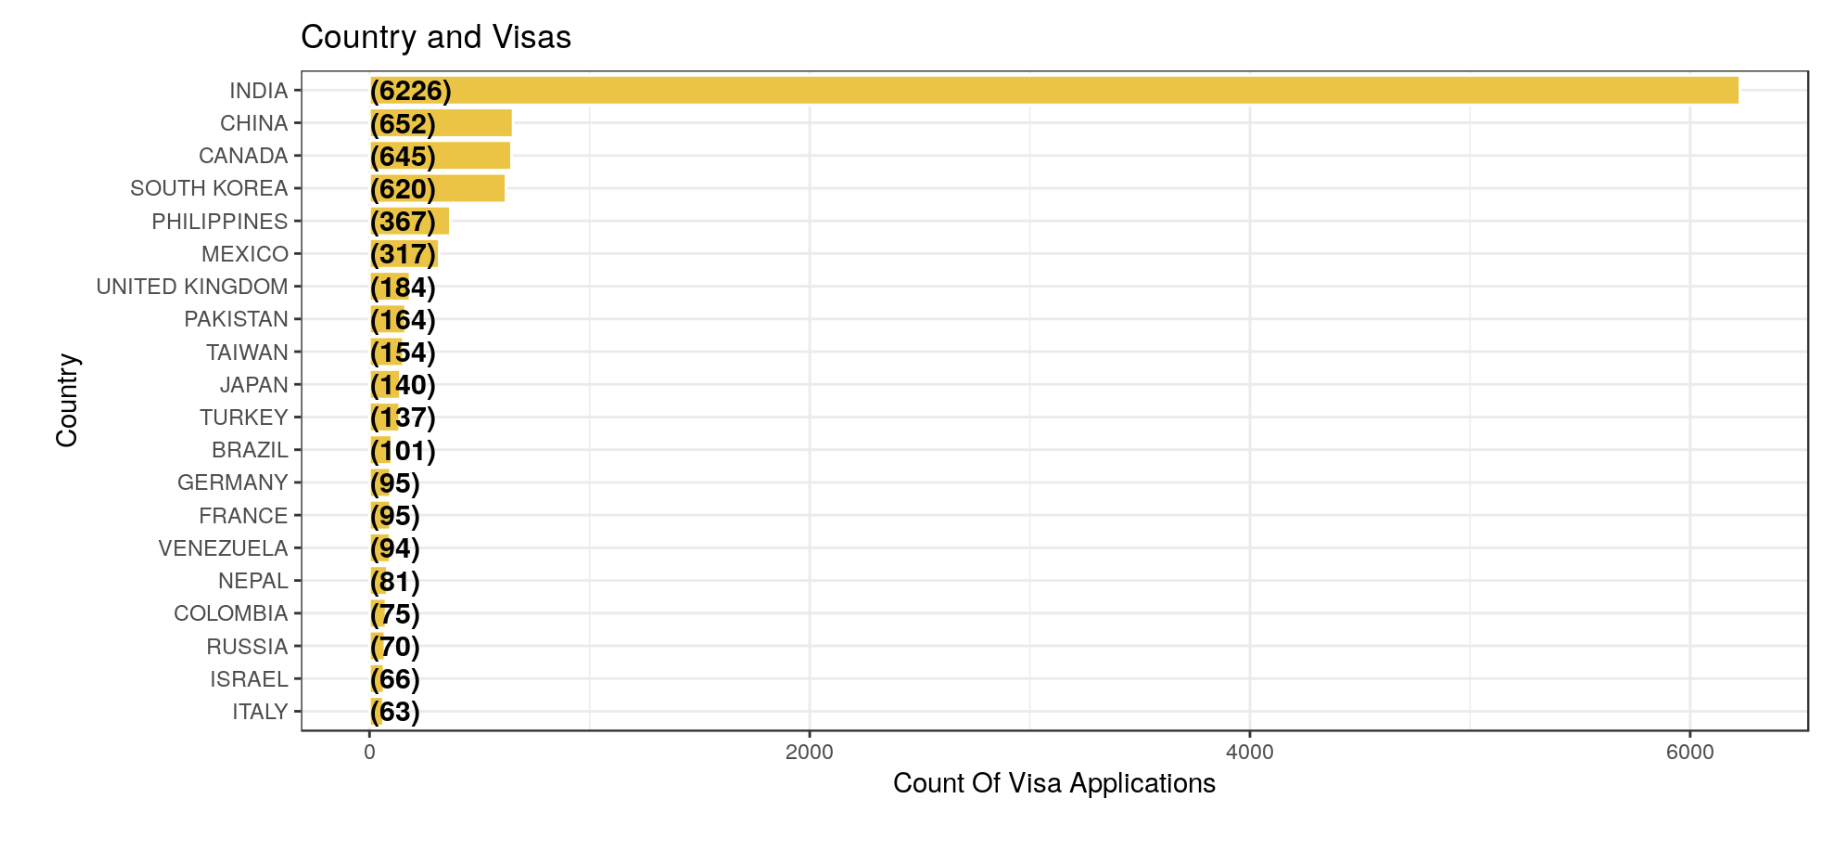 Country and Visas
INDIA (6226)
CHINA (652)
CANADA (645)
SOUTH KOREA (620)
PHILIPPINES (367)
MEXICO (317)
UNITED KINGDOM (184)
PAKISTAN (164)
TAIWAN (154)
JAPAN (140)
TURKEY (137)
BRAZIL (101)
GERMANY (95)
FRANCE (95)
VENEZUELA (94)
NEPAL (81)
COLOMBIA (75)
RUSSIA (70)
ISRAEL (66)
ITALY (63)
Country
0 2000 4000 6000
Count Of Visa Applications